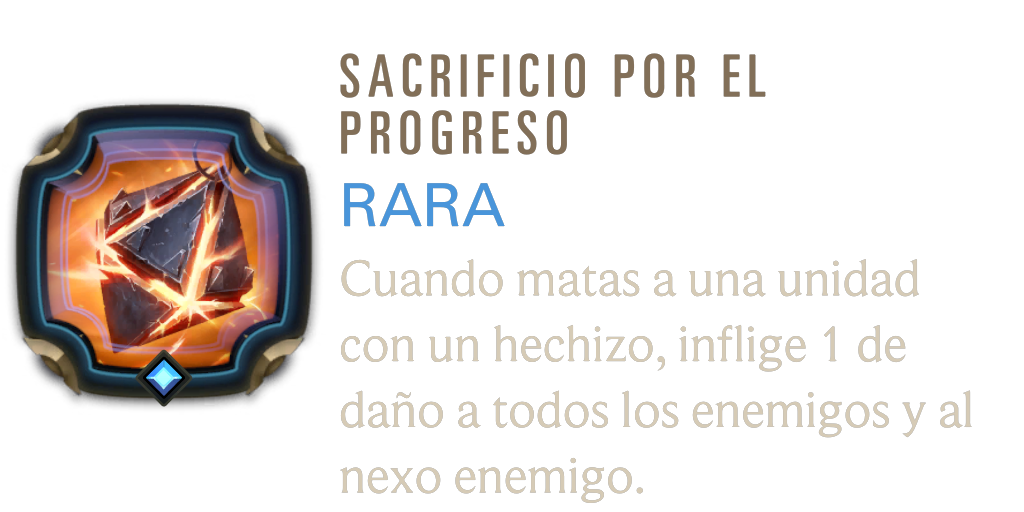 SACRIFICIO POR EL
PROGRESO
RARA
Cuando matas a una unidad
con un hechizo, inflige 1 de
daño a todos los enemigos y al
nexo enemigo.